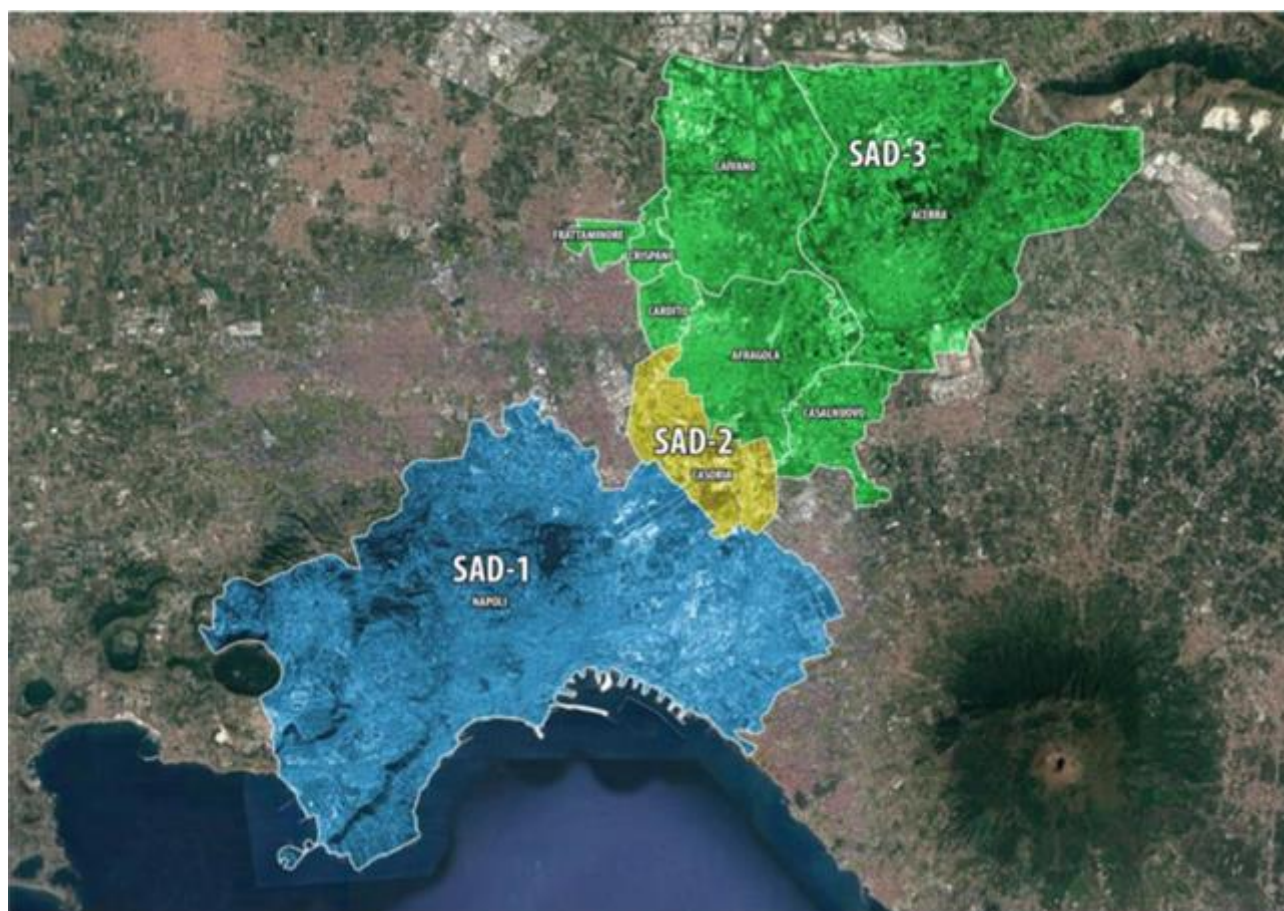 SAD-3
CAIVANO
ACERRA
FRATTAMINORE
CRISPANO
CARDITO
AFRAGOLA
CASALNUOVO
SAD-2
CASORIA
SAD-1
NAPOLI